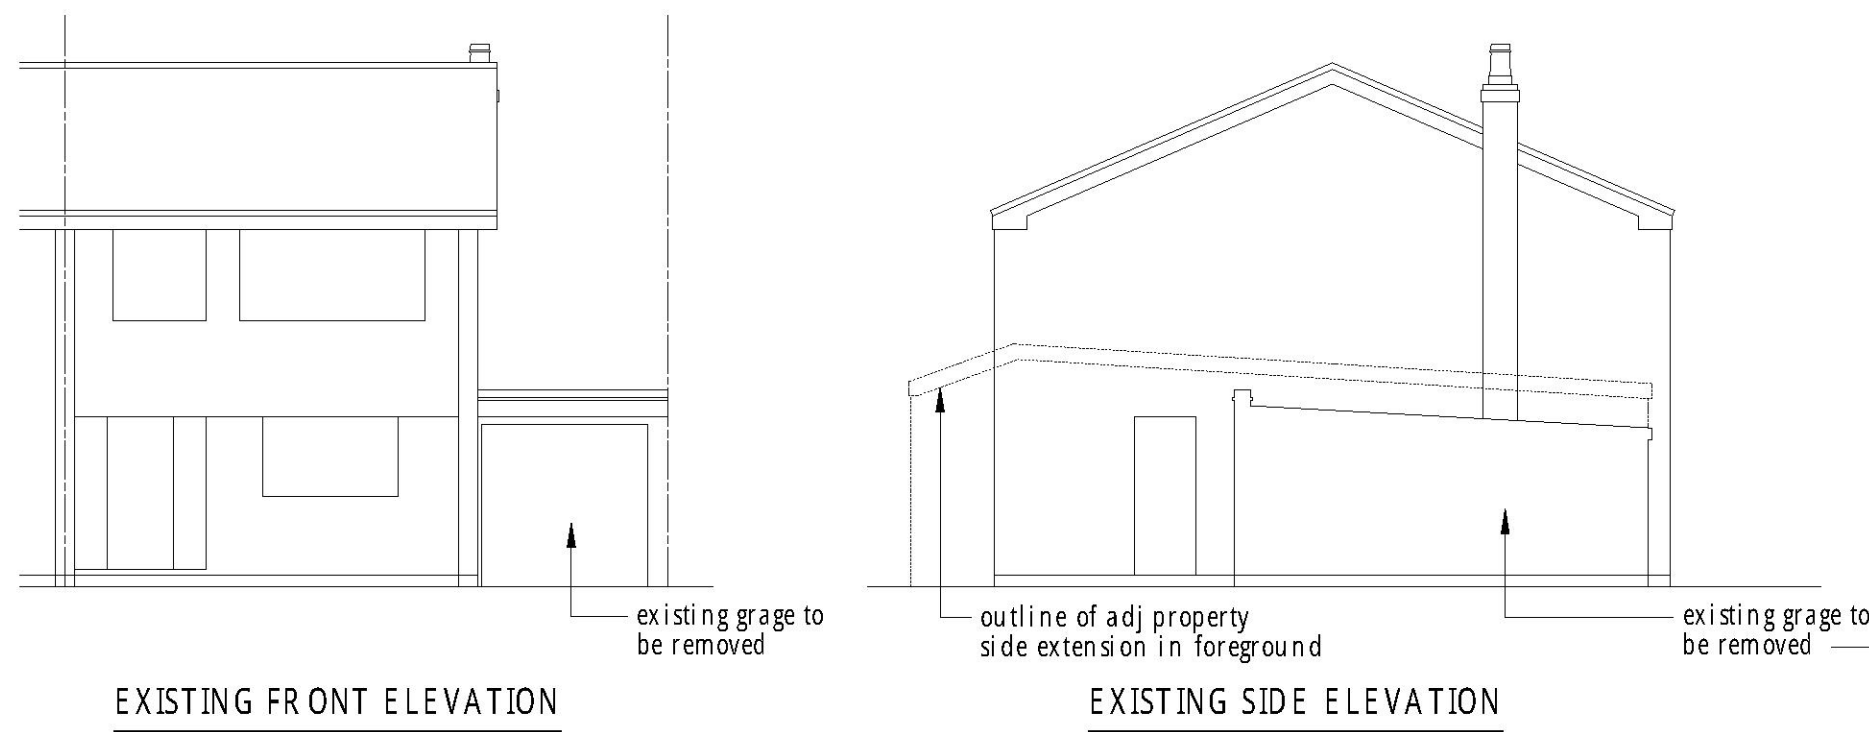 existing grage to
be removed
EXISTING FRONT ELEVATION
outline of adj property
side extension in foreground
existing grage to
be removed
EXISTING SIDE ELEVATION